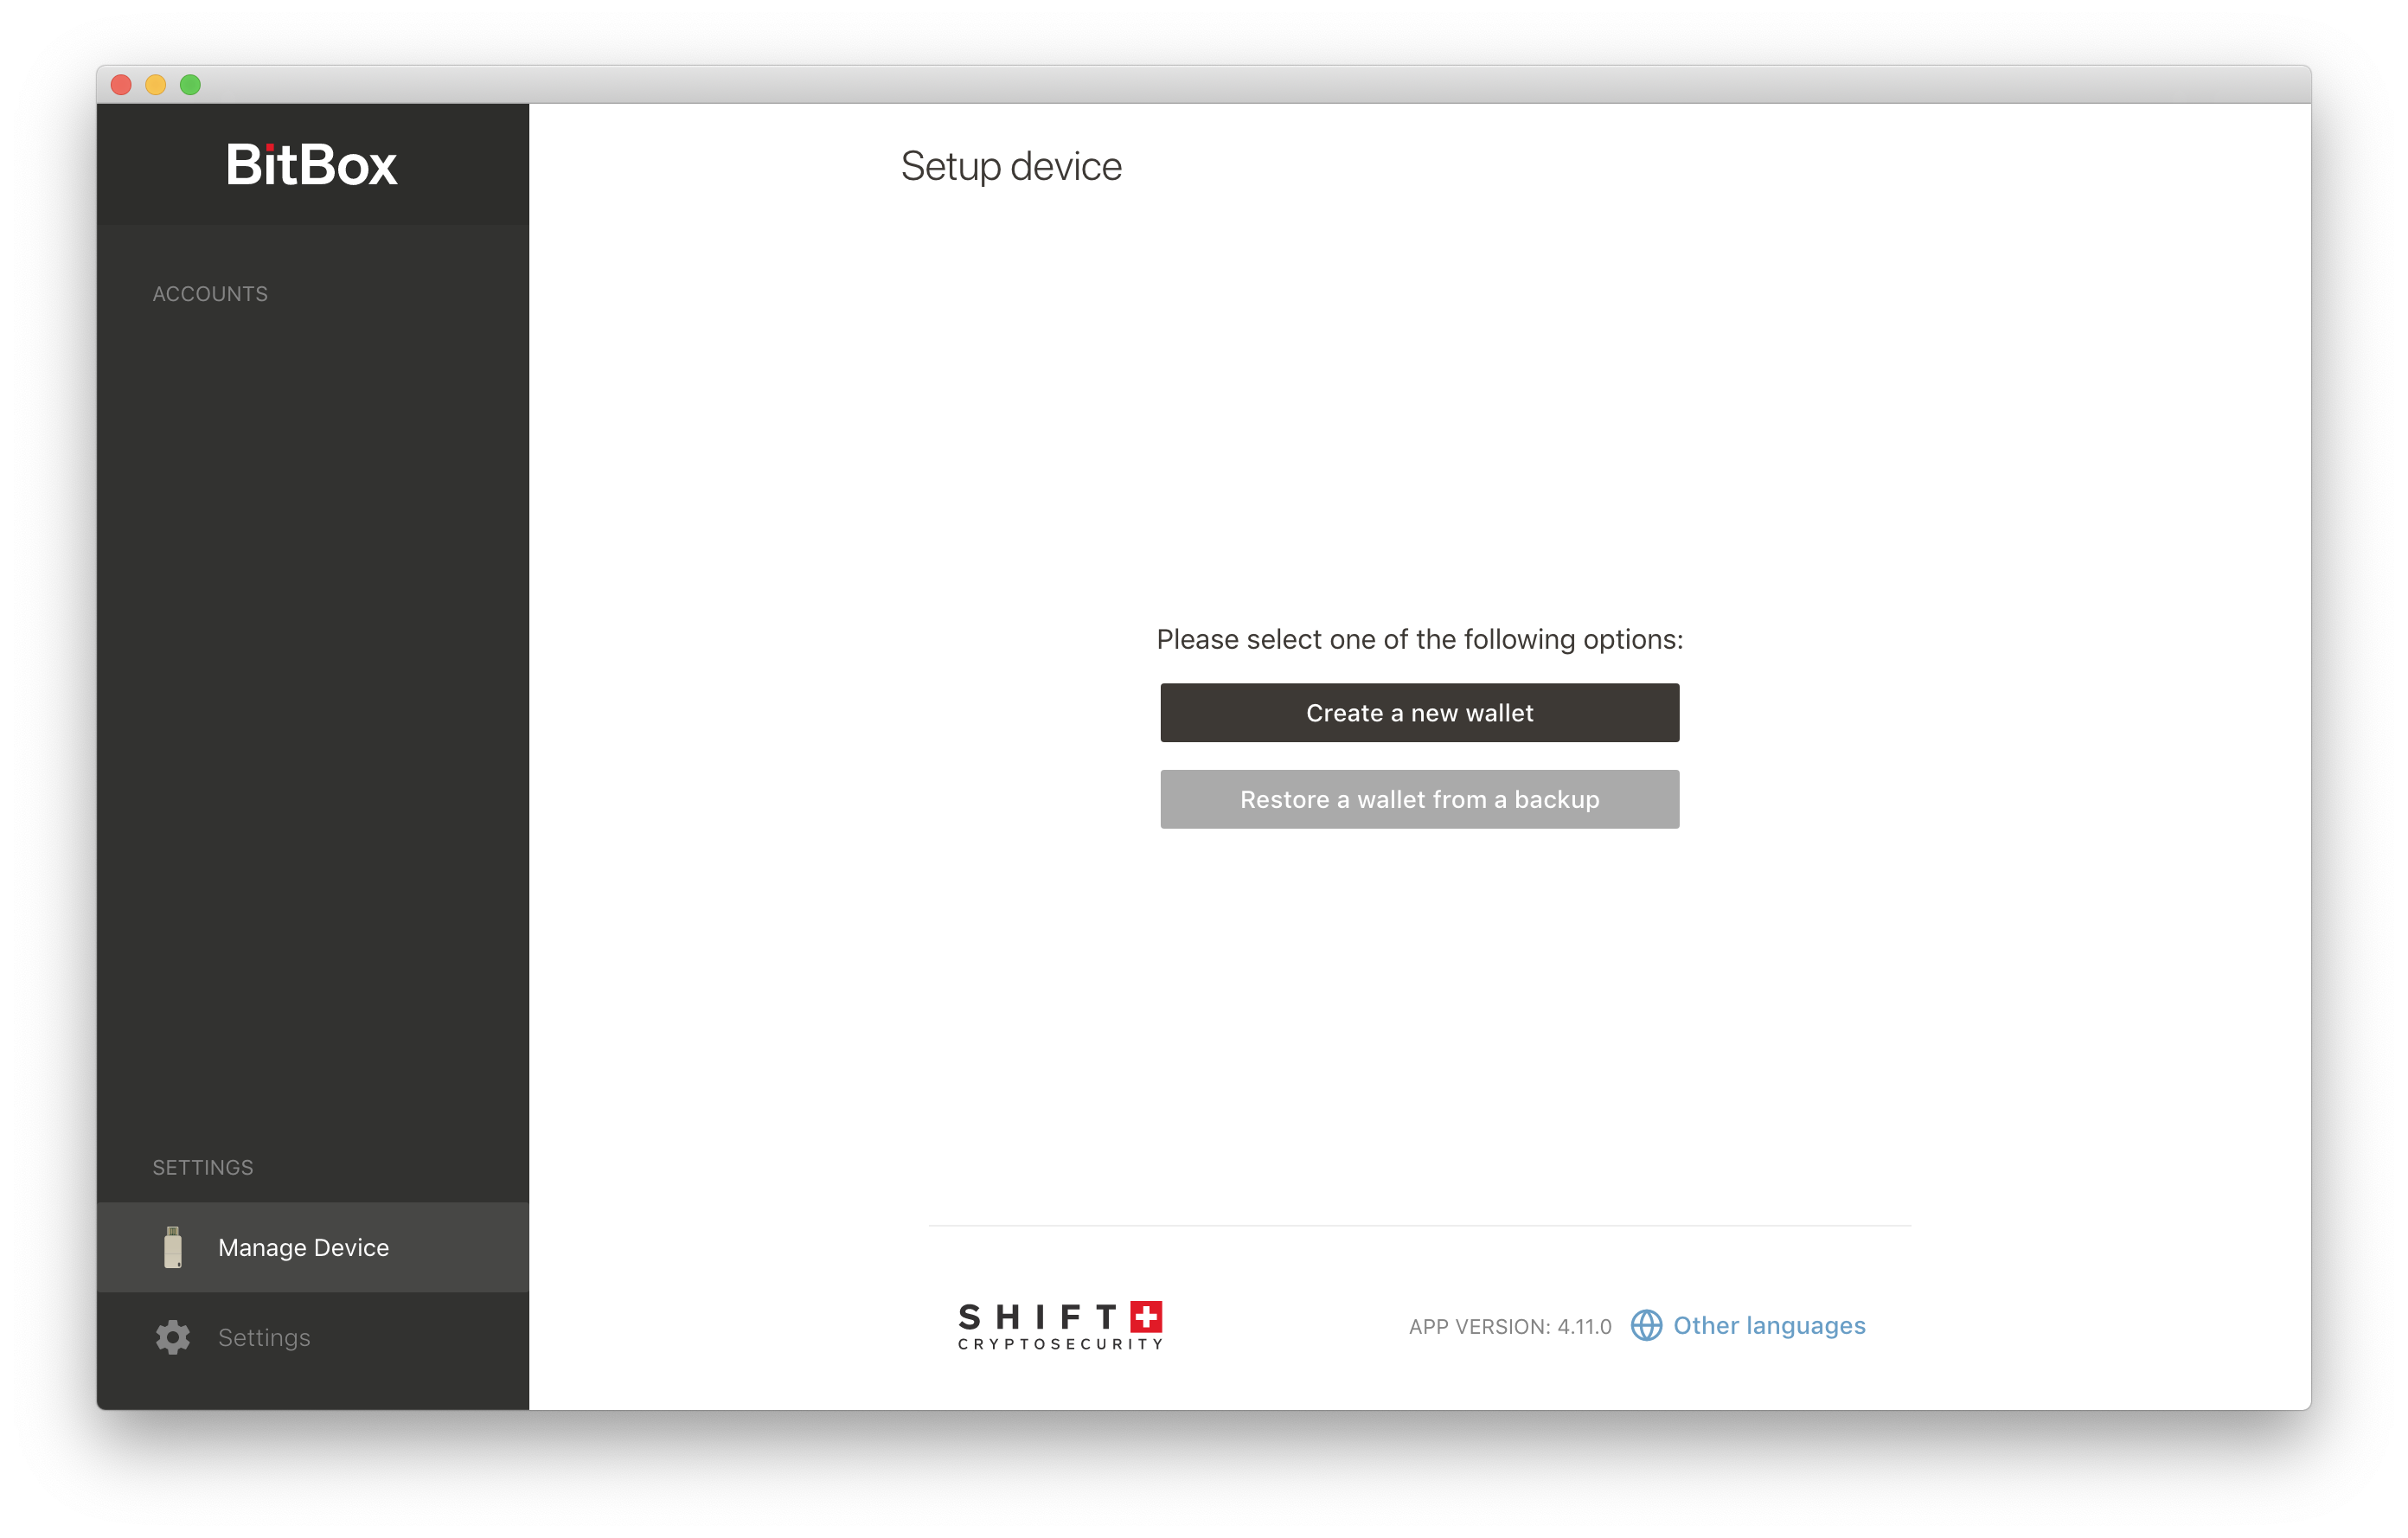 BitBox
ACCOUNTS
SETTINGS
Manage Device
Settings
Setup device
Please select one of the following options:
Create a new wallet
Restore a wallet from a backup
SHIFT
CRYPTOSECURITY
APP VERSION: 4.11.0
Other languages